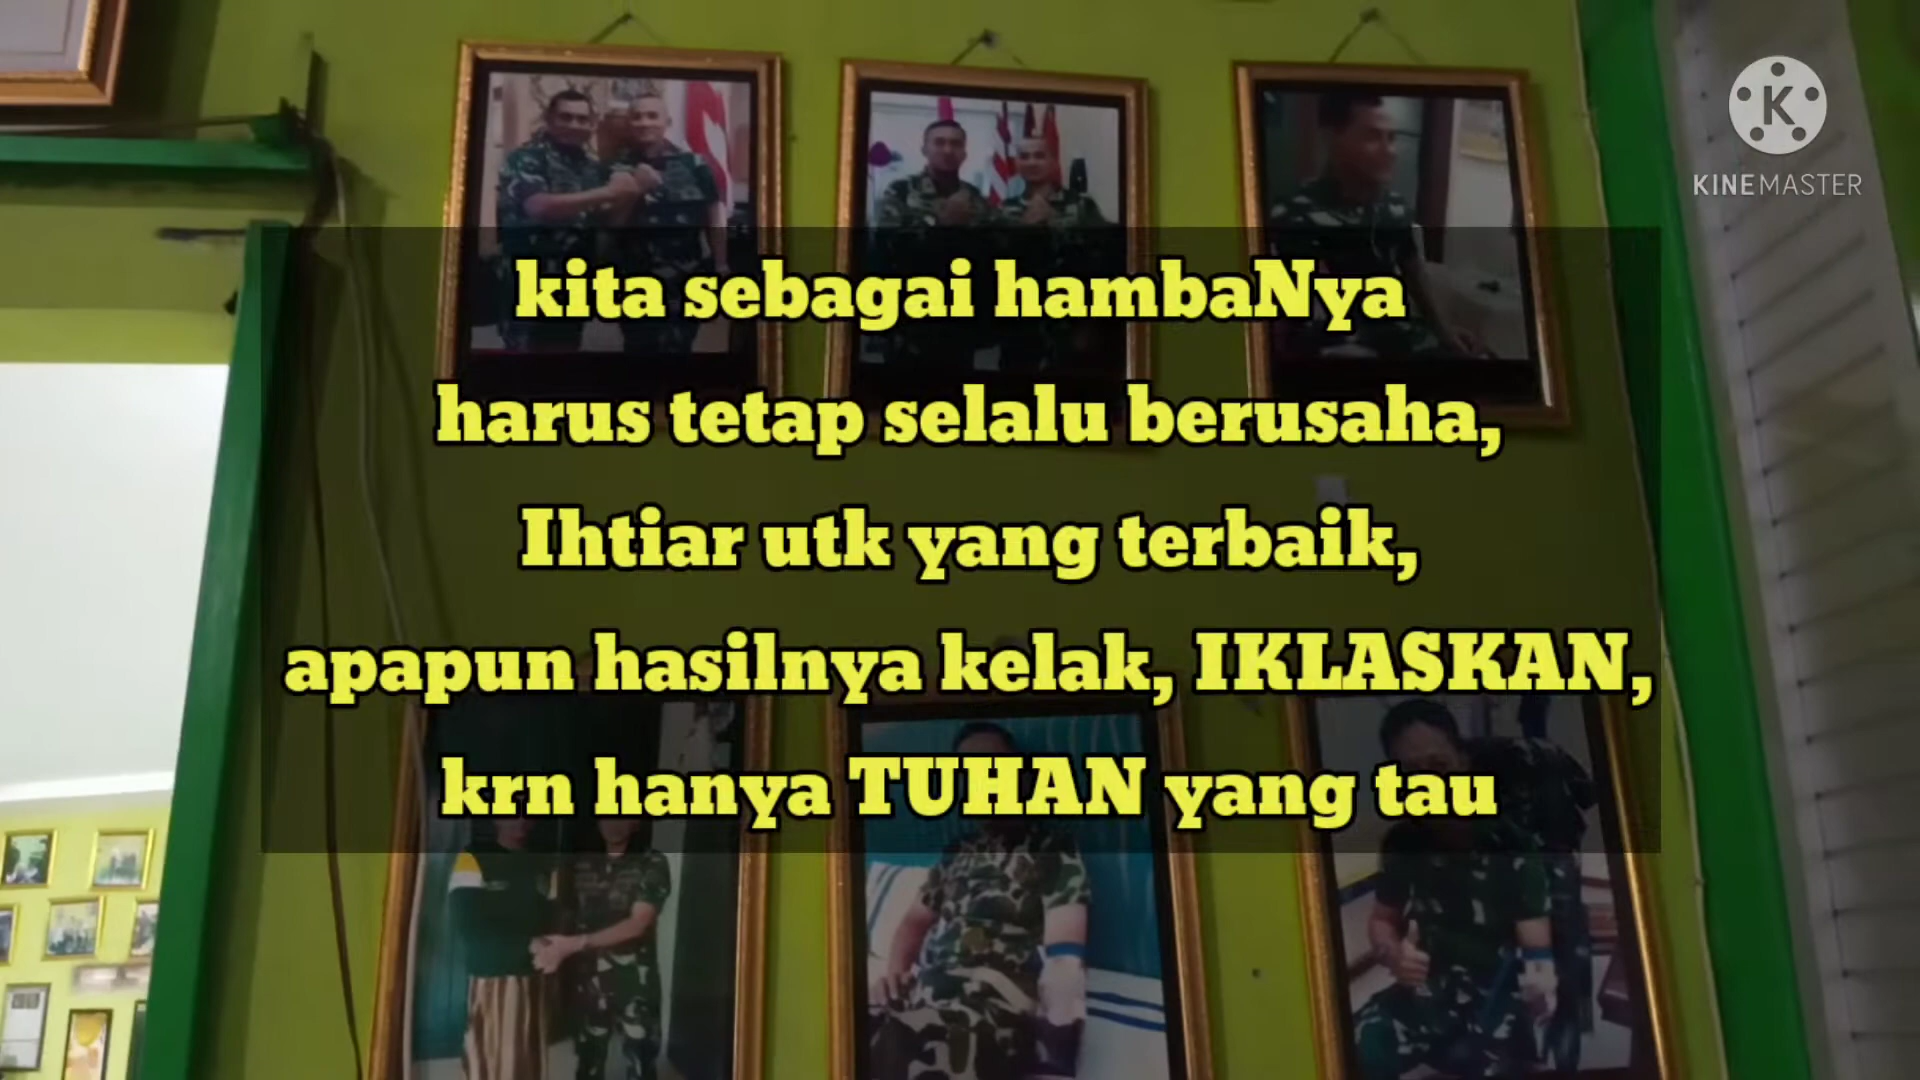 KINEMASTER
kita sebagai hambaNya
harus tetap selalu berusaha,
Ihtiar utk yang terbaik,
apapun hasilnya kelak, IKLASKAN,
krn hanya TUHAN yang tau